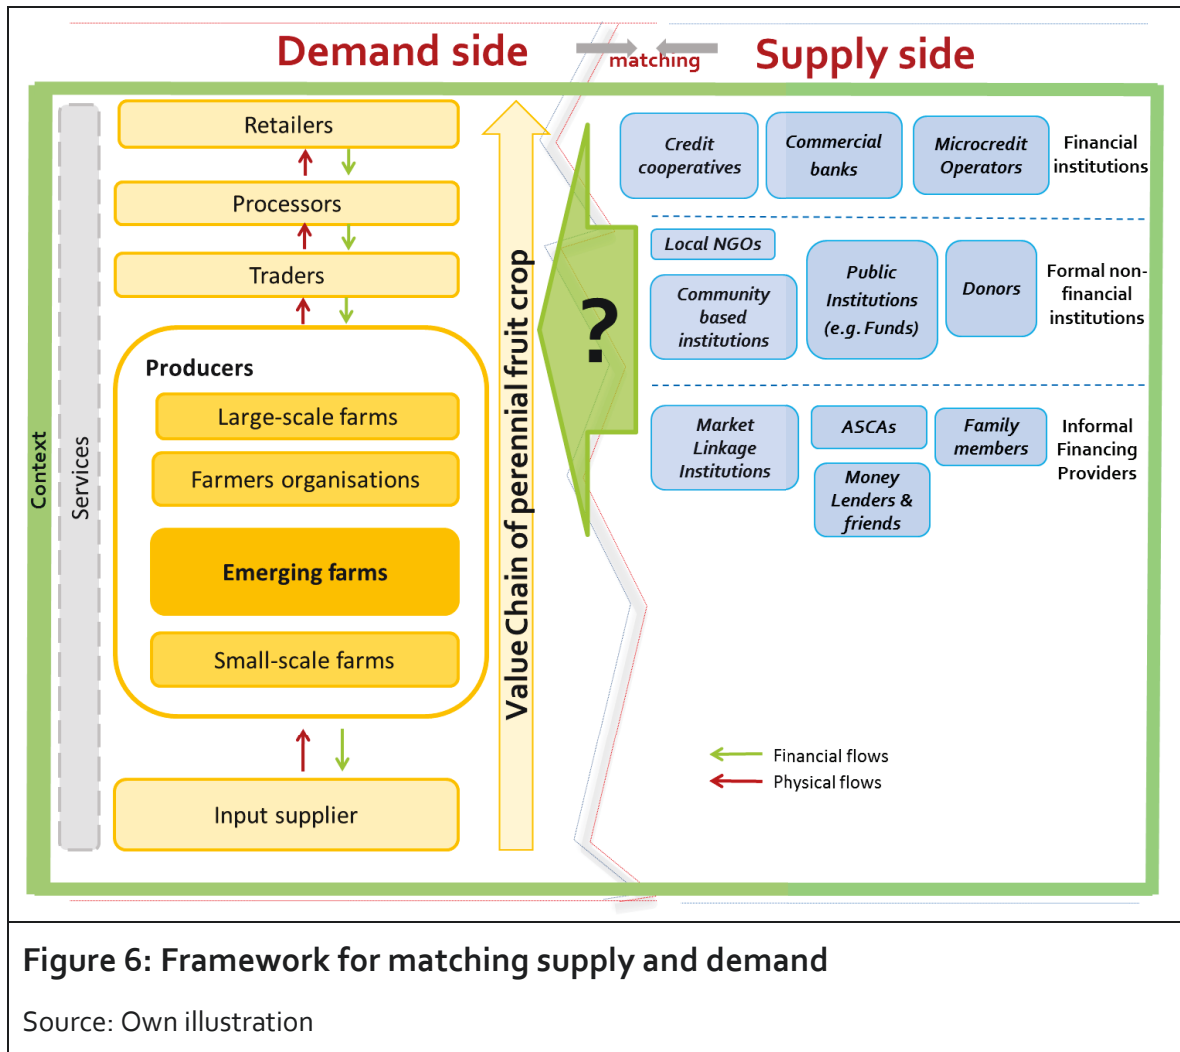 Demand side
matching
Supply side
Context
Services
Retailers
Processors
Traders
Producers
Large-scale farms
Farmers organisations
Emerging farms
Small-scale farms
Input supplier
Value Chain of perennial fruit crop
?
Credit
cooperatives
Commercial
banks
Microcredit
Operators
Financial
institutions
Local NGOs
Community
based
institutions
Public
Institutions
(e.g. Funds)
Donors
Formal non-
financial
institutions
Market
Linkage
Institutions
ASCAs
Family
members
Money
Lenders &
friends
Informal
Financing
Providers
Financial flows
Physical flows
Figure 6: Framework for matching supply and demand
Source: Own illustration